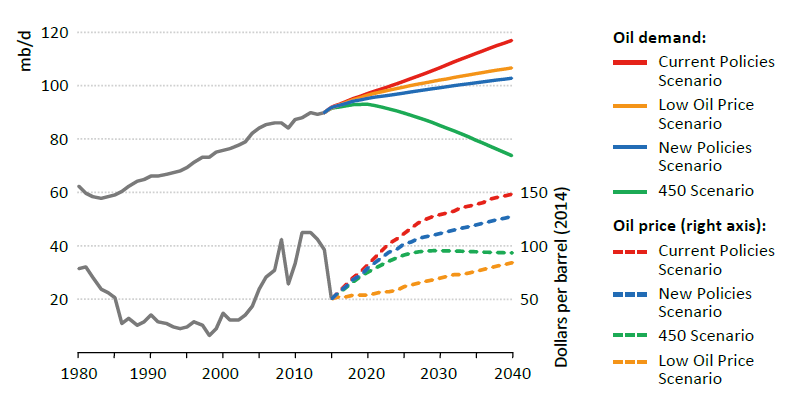 mb/d
120
100
80
60
40
20
150
100
50
Dollars per barrel (2014)
1980
1990
2000
2010
2020
2030
2040
Oil demand:
Current Policies
Scenario
Low Oil Price
Scenario
New Policies
Scenario
450 Scenario
Oil price (right axis):
Current Policies
Scenario
New Policies
Scenario
450 Scenario
Low Oil Price
Scenario